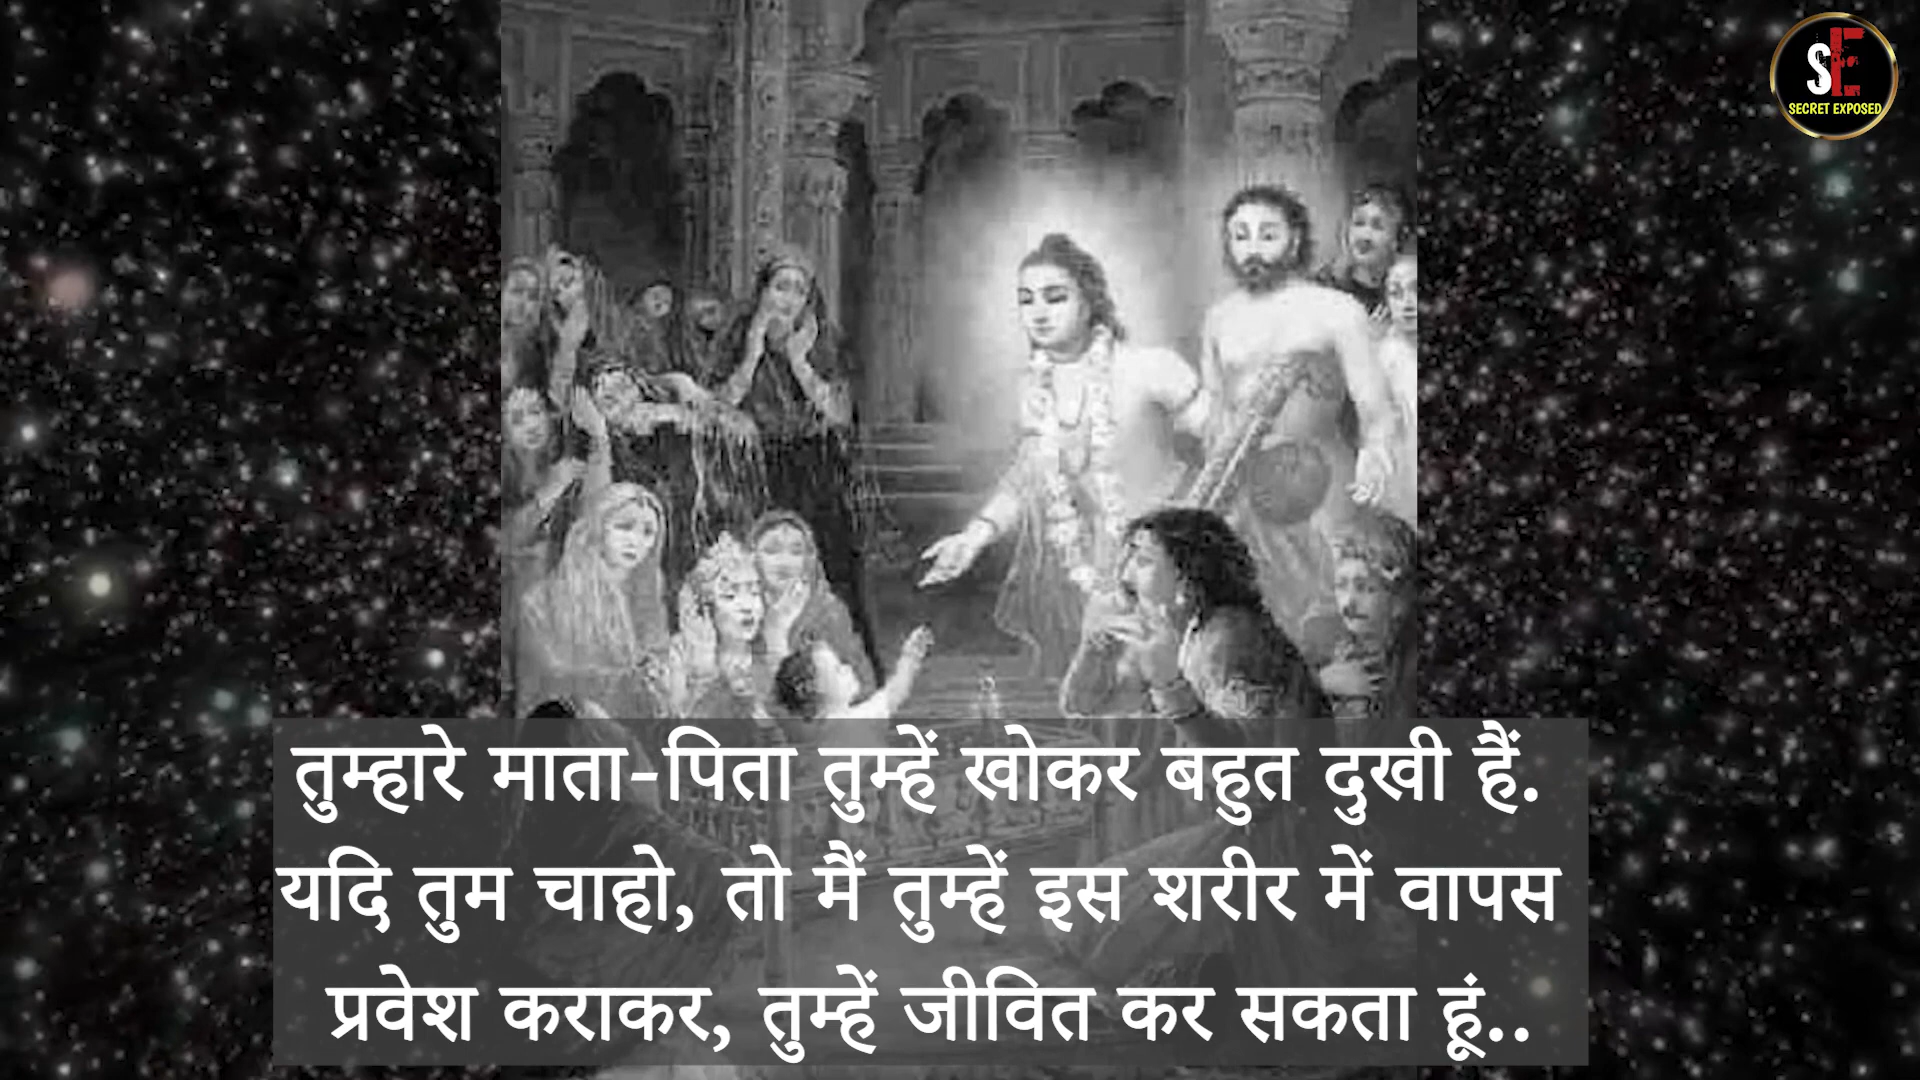 SE
SECRET EXPOSED
तुम्हारे माता-पिता तुम्हें खोकर बहुत दुखी हैं.
यदि तुम चाहो, तो मैं तुम्हें इस शरीर में वापस
प्रवेश कराकर, तुम्हें जीवित कर सकता हूं..